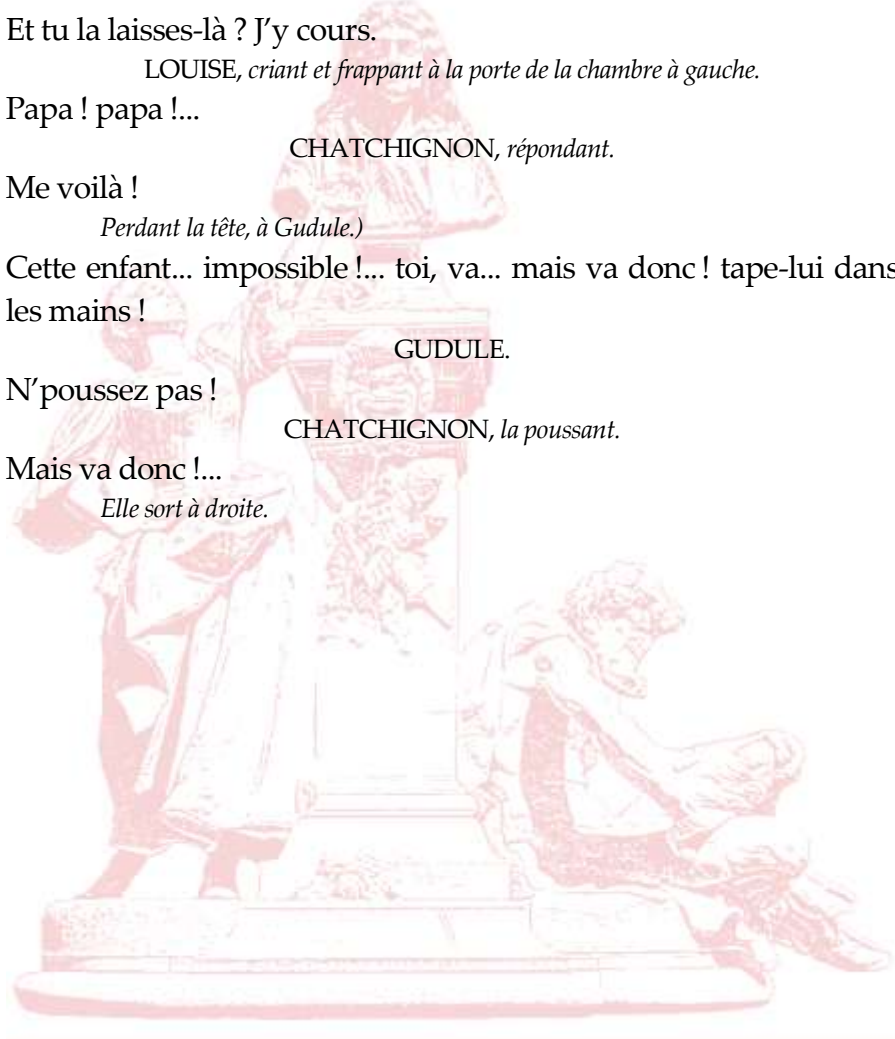 Et tu la laisses-là ? J’y cours.
LOUISE, criant et frappant à la porte de la chambre à gauche.
Papa ! papa !...
CHATCHIGNON, répondant.
Me voilà !
Perdant la tête, à Gudule.)
Cette enfant... impossible !... toi, va... mais va donc ! tape-lui dans
les mains !
GUDULE.
N’poussez pas !
CHATCHIGNON, la poussant.
Mais va donc !...
Elle sort à droite.